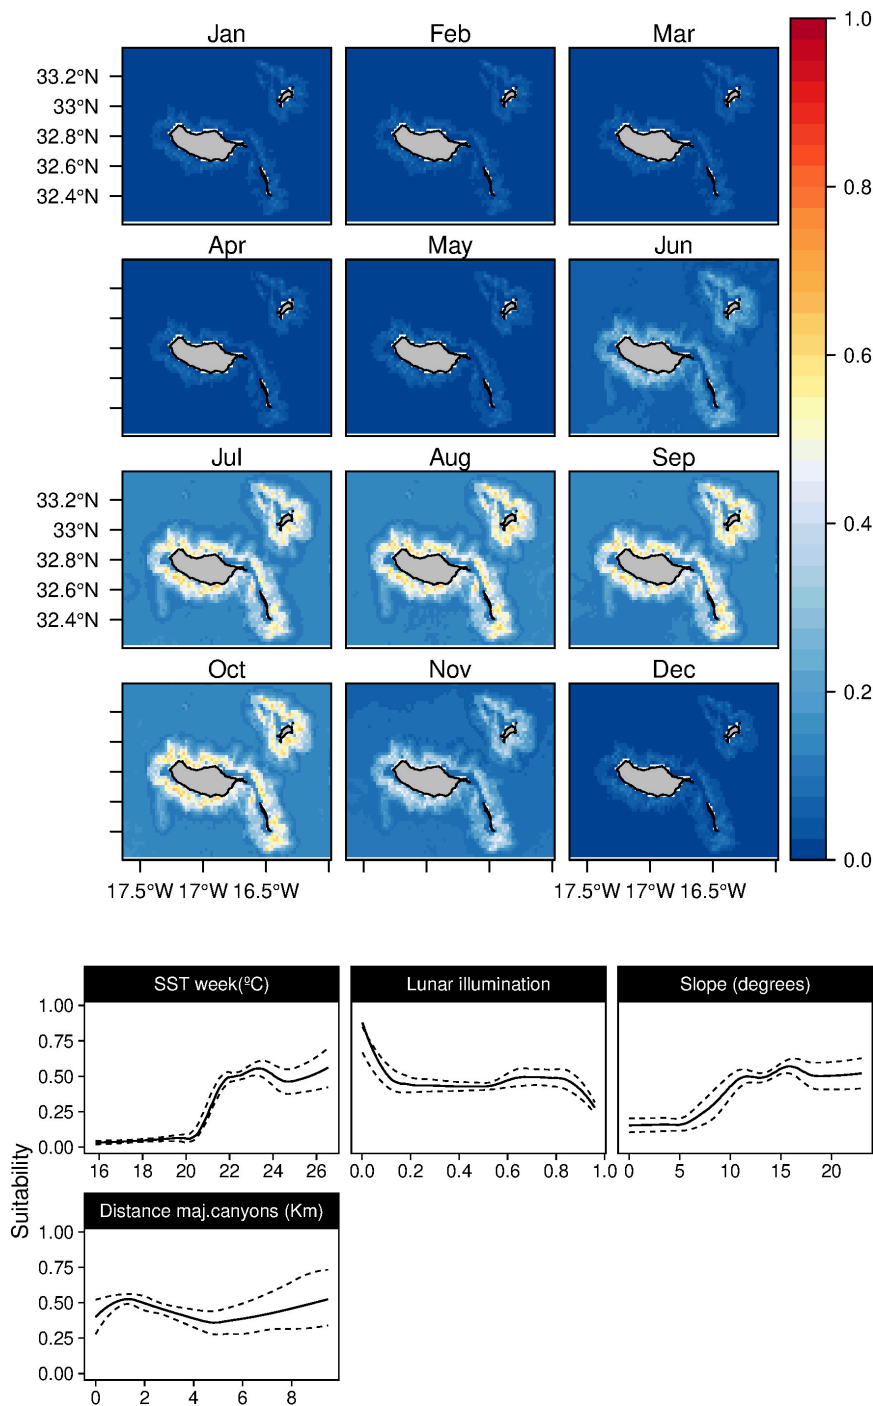 Jan Feb Mar
1.0
33.2°N
33°N
32.8°N
32.6°N
32.4°N
0.8
Apr May Jun
0.6
Jul Aug Sep
33.2°N
33°N
32.8°N
32.6°N
32.4°N
0.4
Oct Nov Dec
0.2
0.0
17.5°W 17°W 16.5°W 17.5°W 17°W 16.5°W
Suitability
SST week(ºC) Lunar illumination Slope (degrees)
1.00
0.75
0.50
0.25
0.00
16 18 20 22 24 26 0.0 0.2 0.4 0.6 0.8 1.0 0 5 10 15 20
Distance maj.canyons (Km)
1.00
0.75
0.50
0.25
0.00
0 2 4 6 8